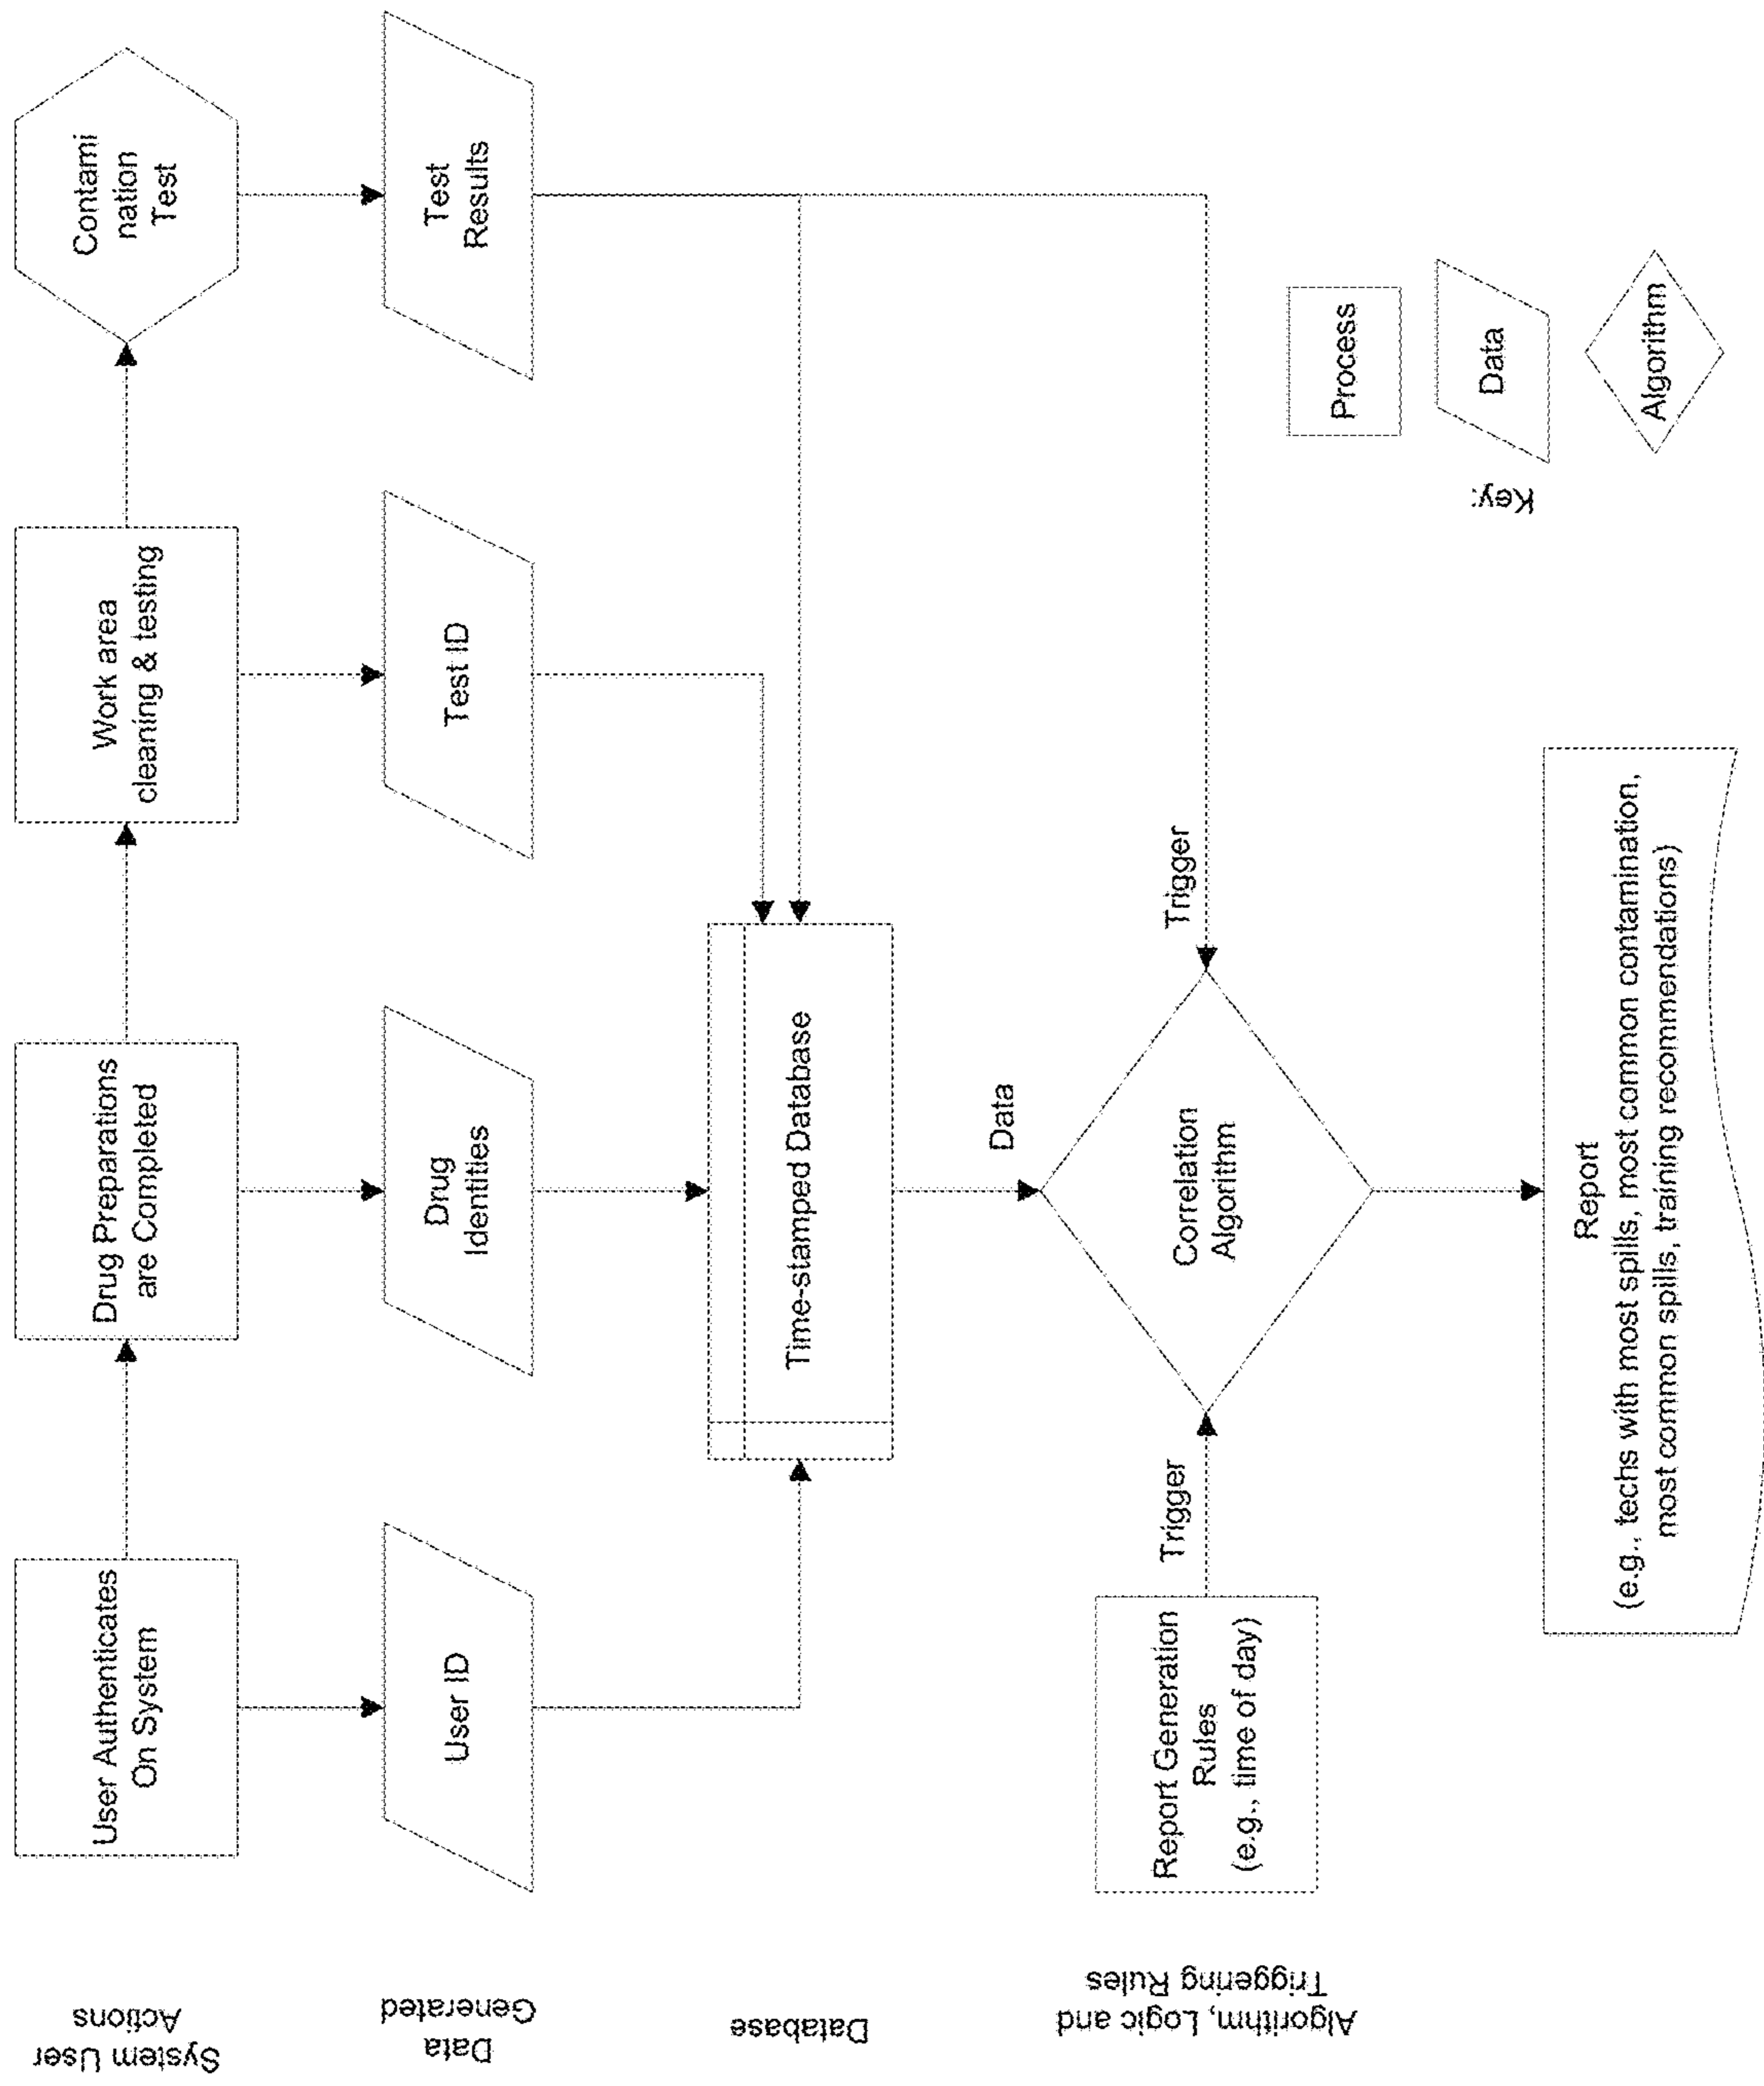 System User
Actions
User Authenticates
On System
Drug Preparations
are Completed
Work area
cleaning & testing
Contami
nation
Test
Data
Generated
User ID
Drug
Identities
Test ID
Test
Results
Database
Time-stamped Database
Data
Algorithm, Logic and
Triggering Rules
Report Generation
Rules
(e.g., time of day)
Trigger
Correlation
Algorithm
Trigger
Report
(e.g., techs with most spills, most common contamination,
most common spills, training recommendations)
Key:
Process
Data
Algorithm